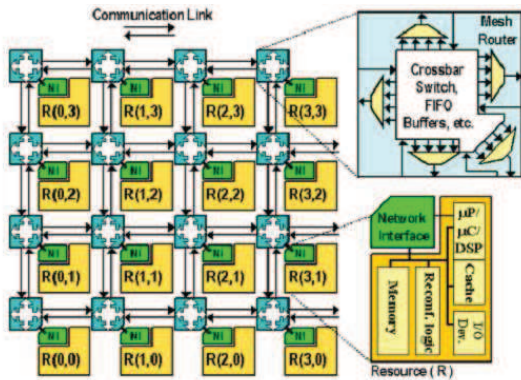 Communication Link
Mesh
Router
Crossbar
Switch,
FIFO
Buffers, etc.
NI
NI
NI
NI
R(0,3)
R(1,3)
R(2,3)
R(3,3)
NI
NI
NI
NI
R(0,2)
R(1,2)
R(2,2)
R(3,2)
NI
NI
NI
NI
R(0,1)
R(1,1)
R(2,1)
R(3,1)
NI
NI
NI
NI
R(0,0)
R(1,0)
R(2,0)
R(3,0)
Network
Interface
μP/
μC/
DSP
Cache
I/O
Dev.
Memory
Reconf. logic
Resource ( R )